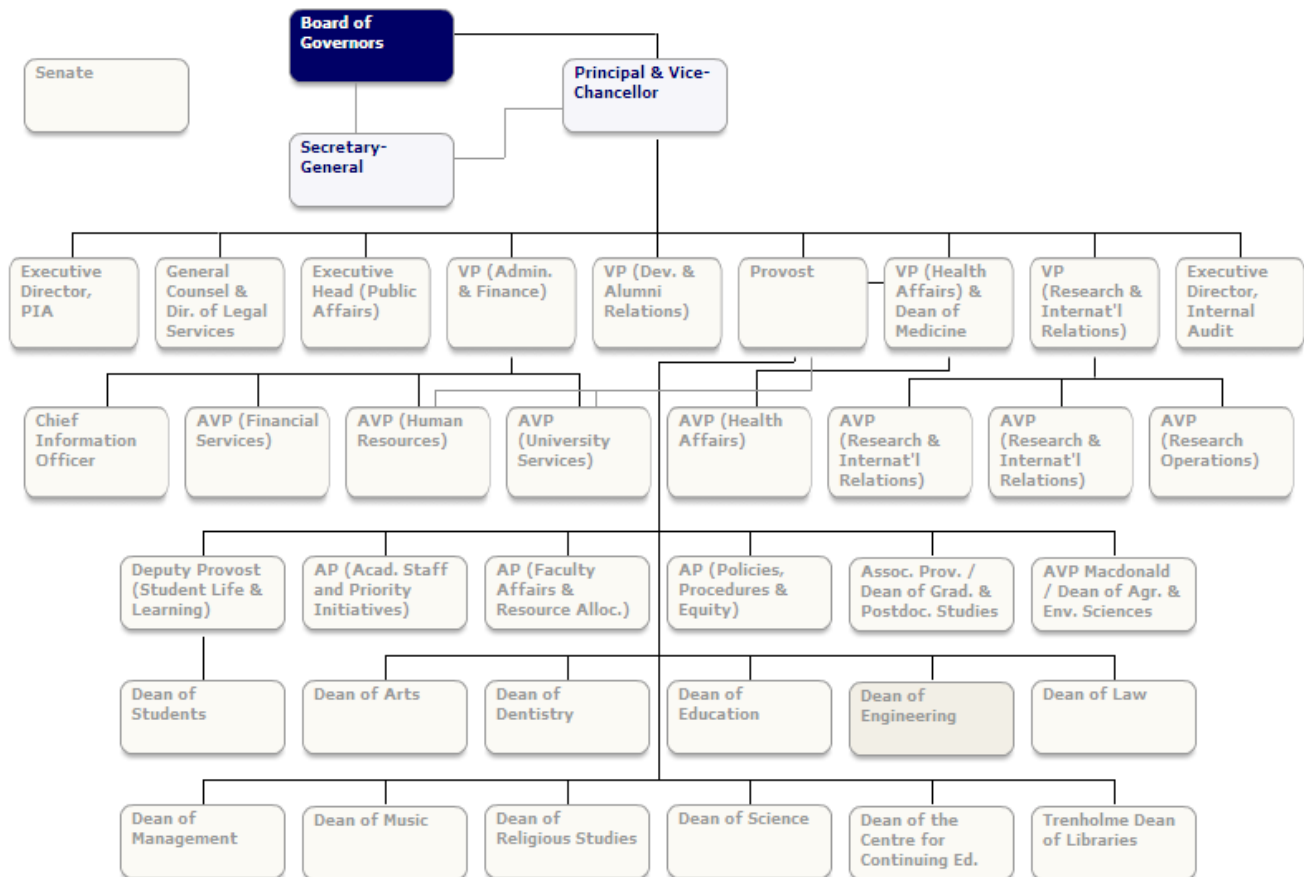 Board of
Governors
Senate
Principal & Vice-
Chancellor
Secretary-
General
Executive
Director,
PIA
General
Counsel &
Dir. of Legal
Services
Executive
Head (Public
Affairs)
VP (Admin.
& Finance)
VP (Dev. &
Alumni
Relations)
Provost
VP (Health
Affairs) &
Dean of
Medicine
VP
(Research &
Internat'l
Relations)
Executive
Director,
Internal
Audit
Chief
Information
Officer
AVP (Financial
Services)
AVP (Human
Resources)
AVP
(University
Services)
AVP (Health
Affairs)
AVP
(Research &
Internat'l
Relations)
AVP
(Research &
Internat'l
Relations)
AVP
(Research
Operations)
Deputy Provost
(Student Life &
Learning)
AP (Acad. Staff
and Priority
Initiatives)
AP (Faculty
Affairs &
Resource Alloc.)
AP (Policies,
Procedures &
Equity)
Assoc. Prov. /
Dean of Grad. &
Postdoc. Studies
AVP Macdonald
/ Dean of Agr. &
Env. Sciences
Dean of
Students
Dean of Arts
Dean of
Dentistry
Dean of
Education
Dean of
Engineering
Dean of Law
Dean of
Management
Dean of Music
Dean of
Religious Studies
Dean of Science
Dean of the
Centre for
Continuing Ed.
Trenholme Dean
of Libraries